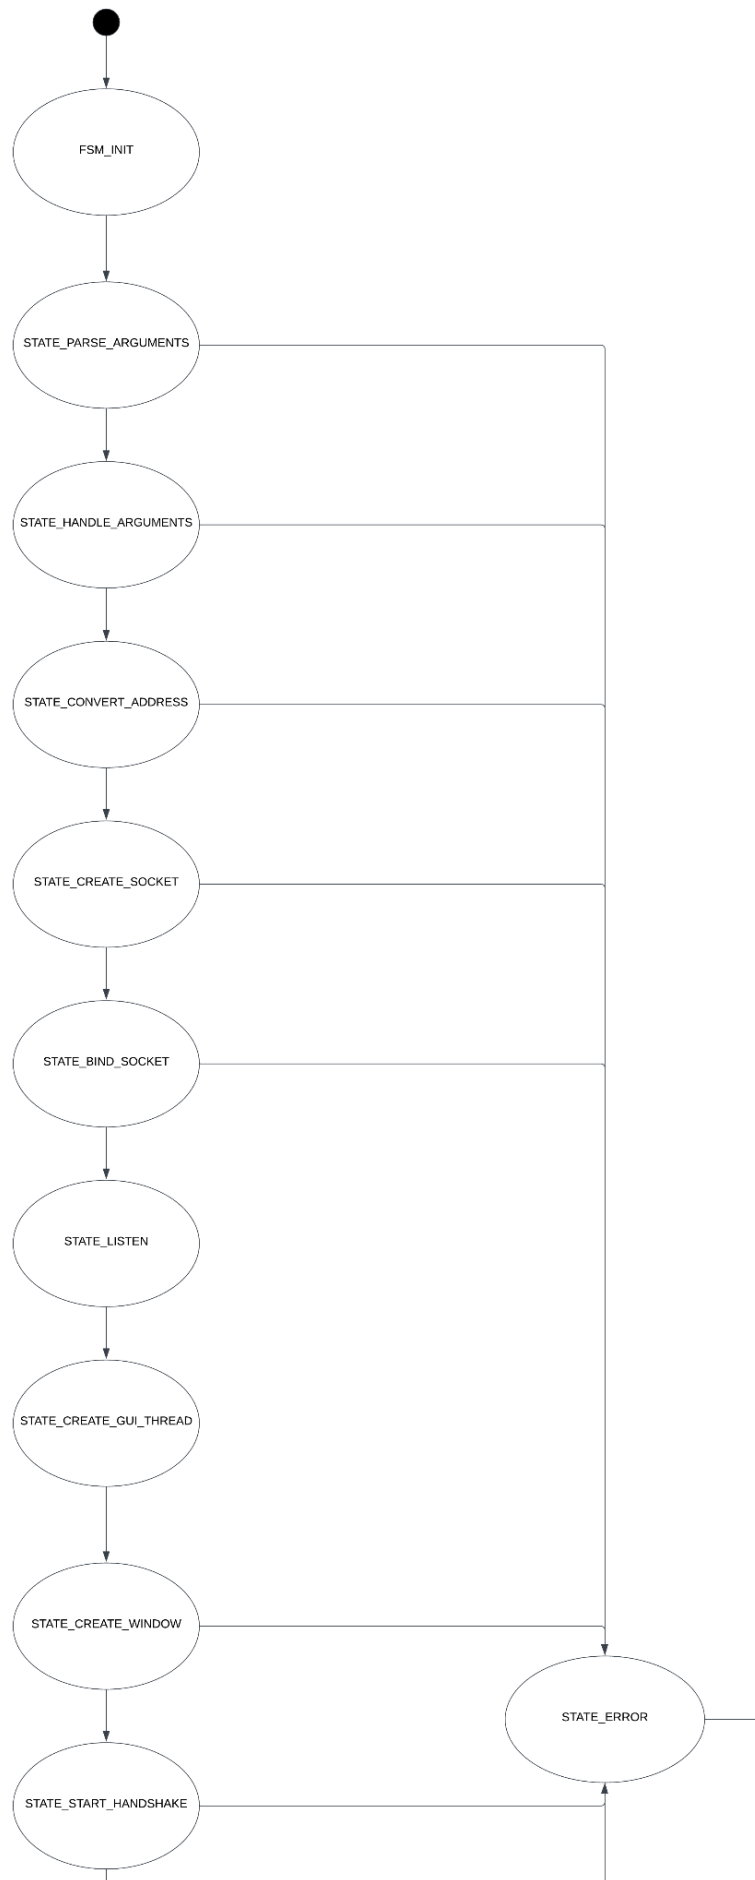 FSM_INIT
STATE_PARSE_ARGUMENTS
STATE_HANDLE_ARGUMENTS
STATE_CONVERT_ADDRESS
STATE_CREATE_SOCKET
STATE_BIND_SOCKET
STATE_LISTEN
STATE_CREATE_GUI_THREAD
STATE_CREATE_WINDOW
STATE_ERROR
STATE_START_HANDSHAKE